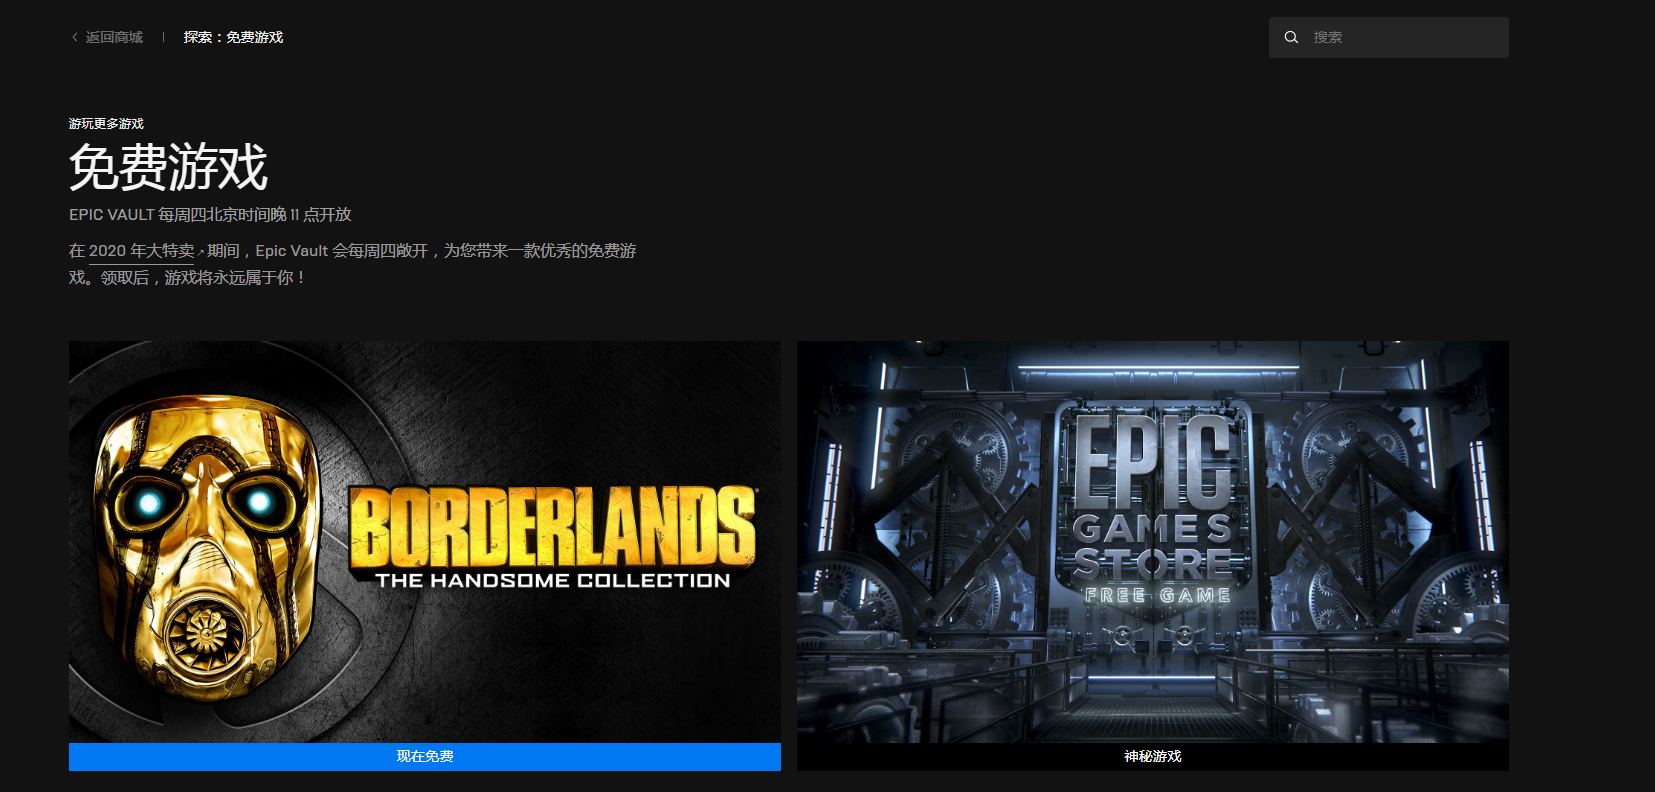 返回商城
探索：免费游戏
搜索
游玩更多游戏
免费游戏
EPIC VAULT 每周四北京时间晚 11 点开放
在 2020 年大特卖 期间，Epic Vault 会每周四敞开，为您带来一款优秀的免费游
戏。领取后，游戏将永远属于你！
BORDERLANDS
THE HANDSOME COLLECTION
现在免费
EPIC
GAMES
STORE
FREE GAME
神秘游戏